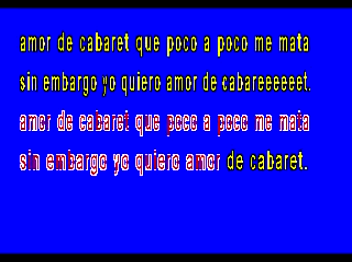 amor de cabaret que poco a poco me mata
sin embargo yo quiero amor de cabareeeeeet.
amor de cabaret que poco a poco me mata
sin embargo yo quiero amor de cabaret.